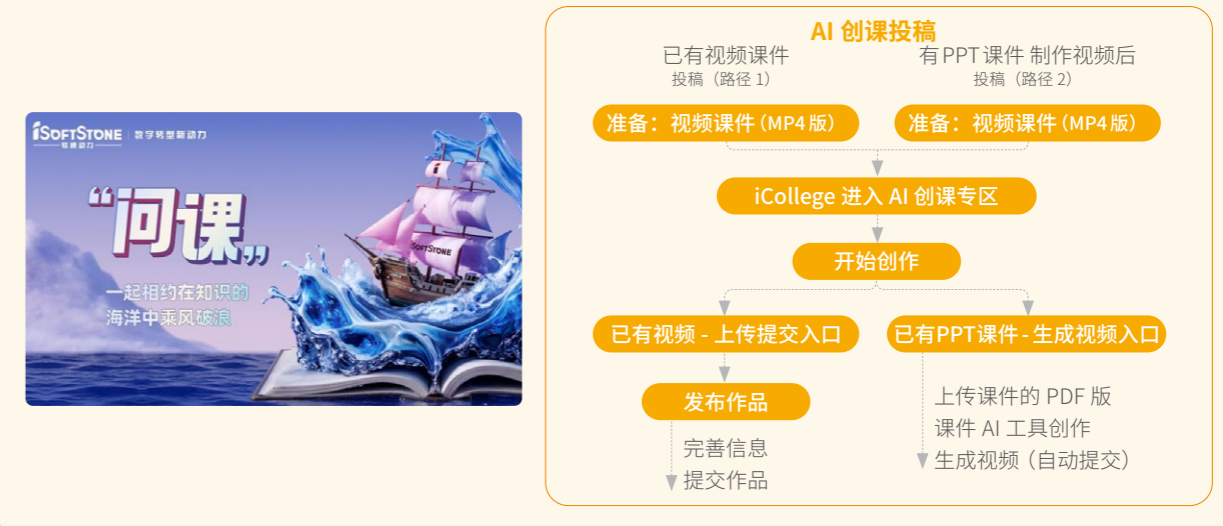 iSOFTSTONE 数字转型新动力
软通动力
“问课”
一起相约在知识的
海洋中乘风破浪
i
iSOFTSTONE
AI 创课投稿
已有视频课件
投稿（路径 1）
有PPT课件 制作视频后
投稿（路径 2）
准备：视频课件（MP4 版）
准备：视频课件（MP4 版）
iCollege 进入 AI 创课专区
开始创作
已有视频 - 上传提交入口
已有PPT课件 - 生成视频入口
发布作品
完善信息
提交作品
上传课件的 PDF 版
课件 AI 工具创作
生成视频（自动提交）